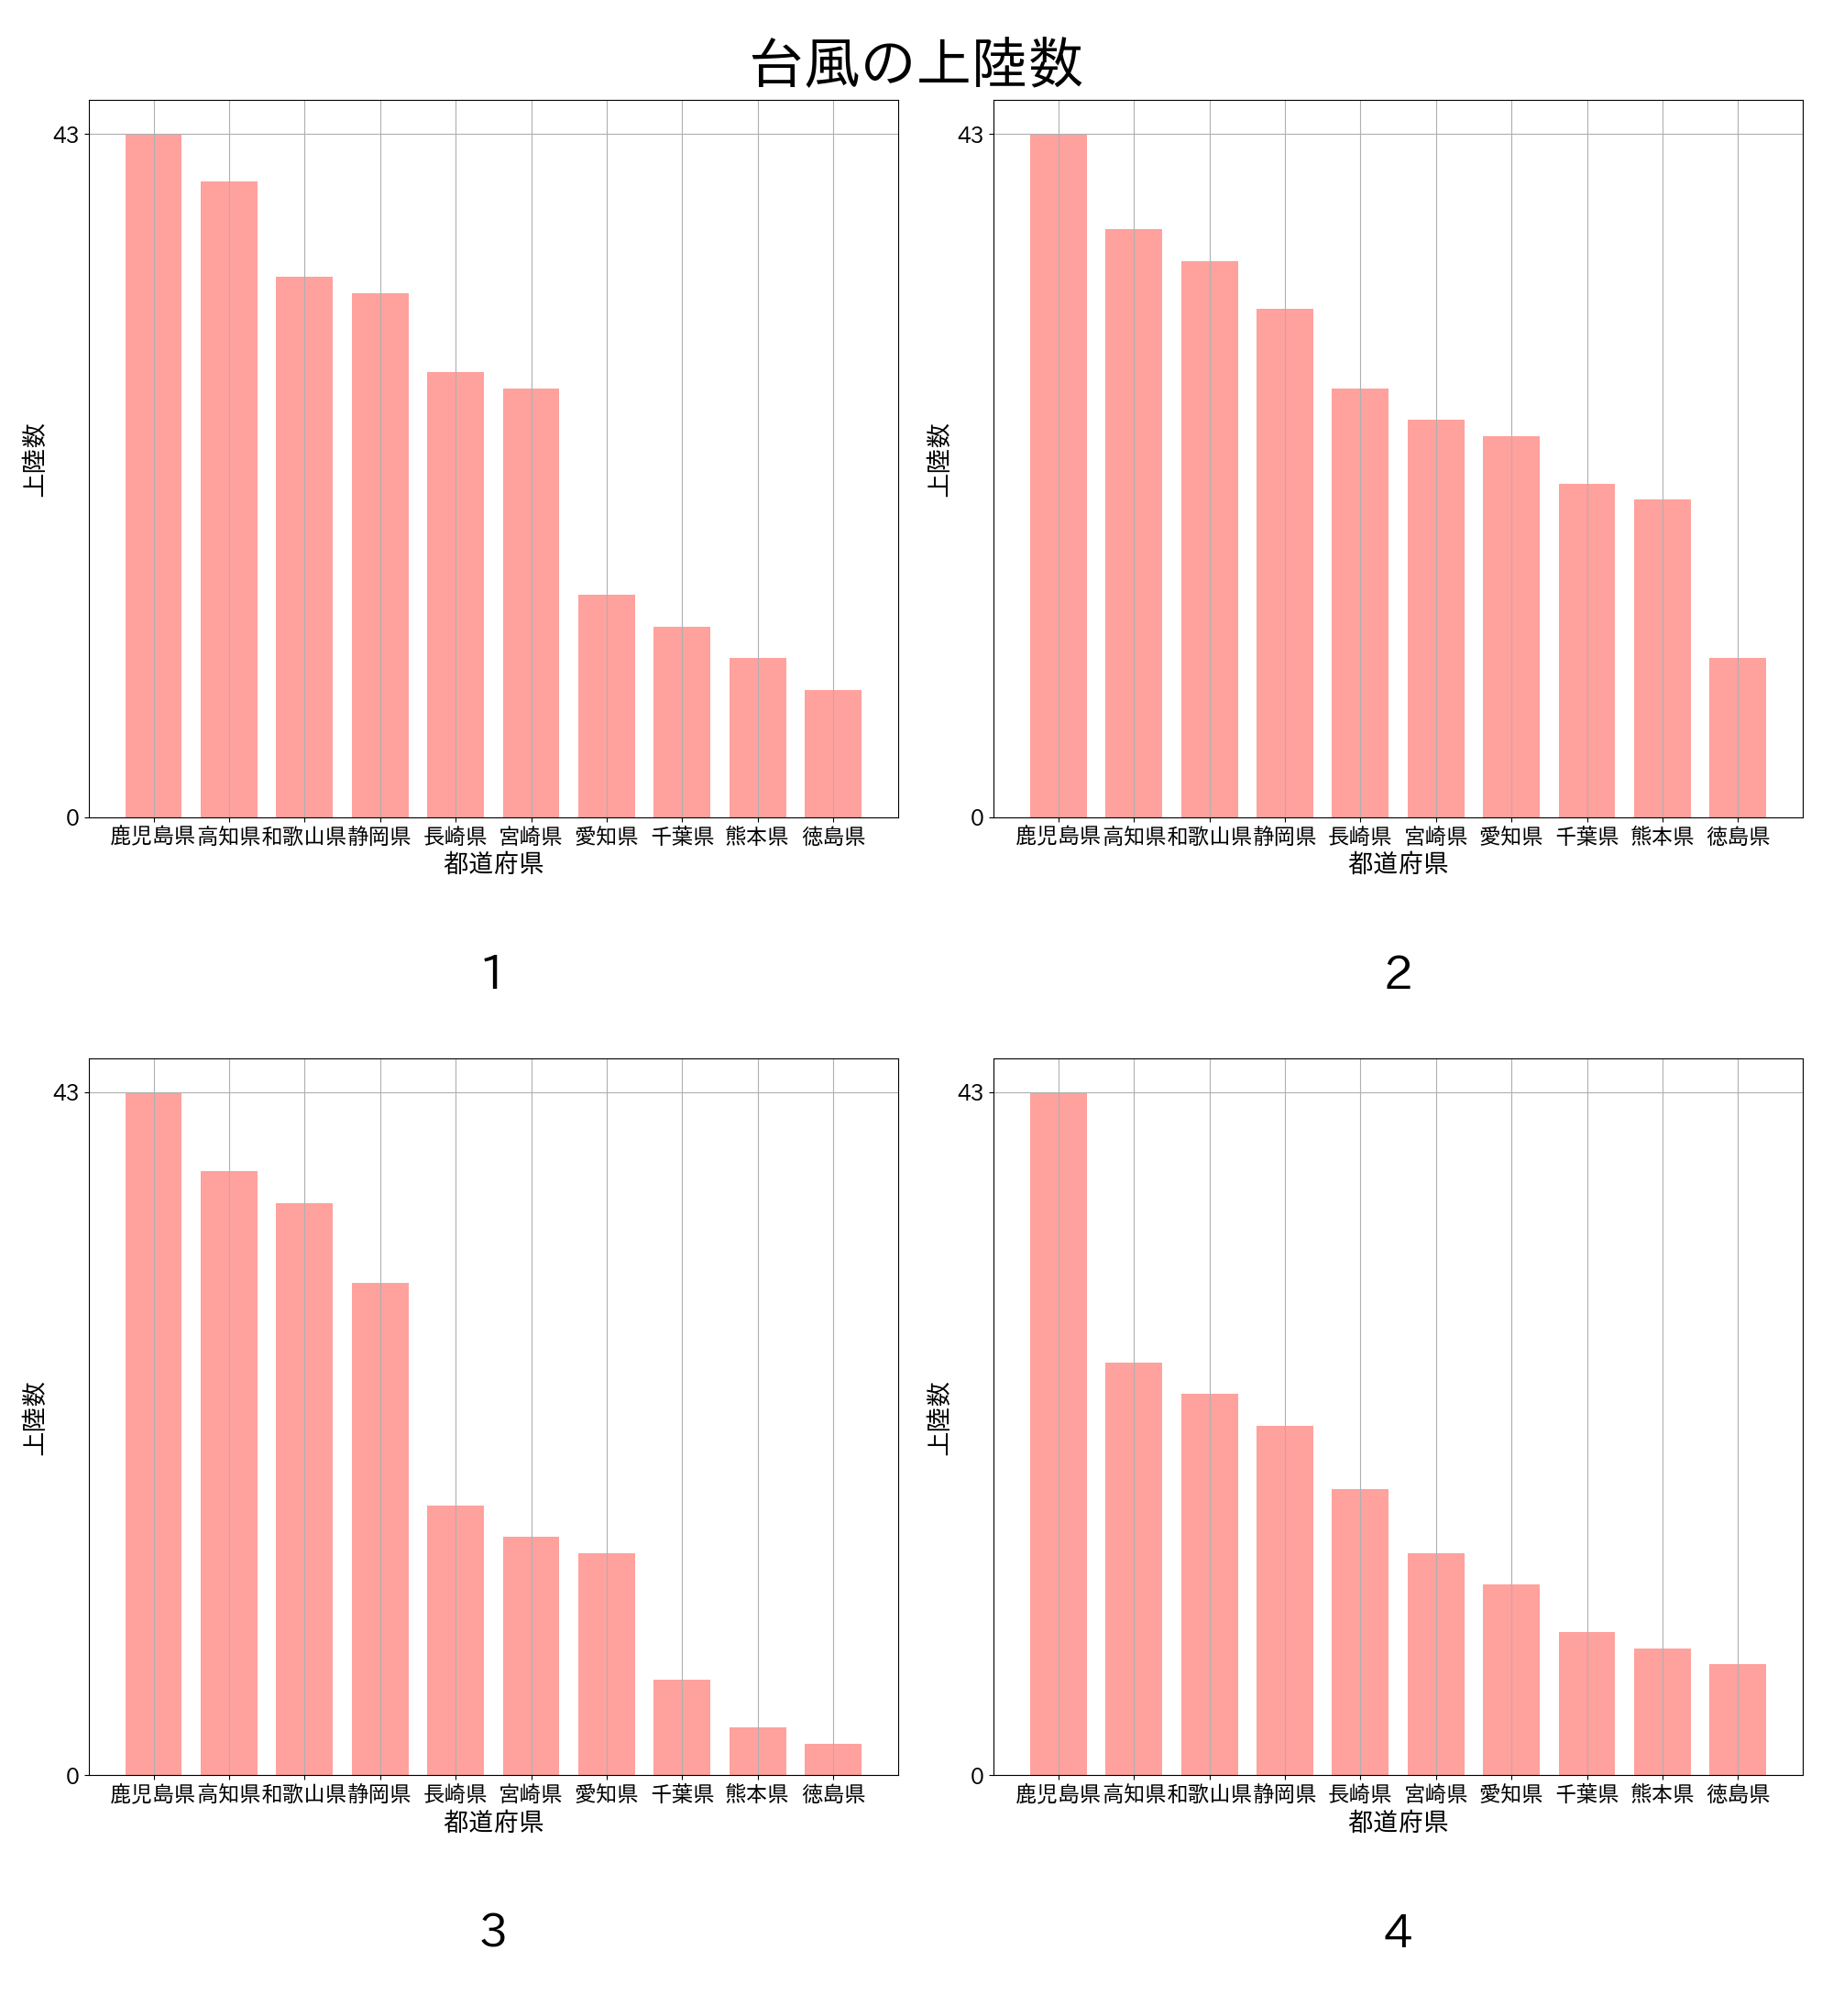 台風の上陸数
43
0
上陸数
鹿児島県 高知県 和歌山県 静岡県 長崎県 宮崎県 愛知県 千葉県 熊本県 徳島県
都道府県
1
43
0
上陸数
鹿児島県 高知県 和歌山県 静岡県 長崎県 宮崎県 愛知県 千葉県 熊本県 徳島県
都道府県
2
43
0
上陸数
鹿児島県 高知県 和歌山県 静岡県 長崎県 宮崎県 愛知県 千葉県 熊本県 徳島県
都道府県
3
43
0
上陸数
鹿児島県 高知県 和歌山県 静岡県 長崎県 宮崎県 愛知県 千葉県 熊本県 徳島県
都道府県
4